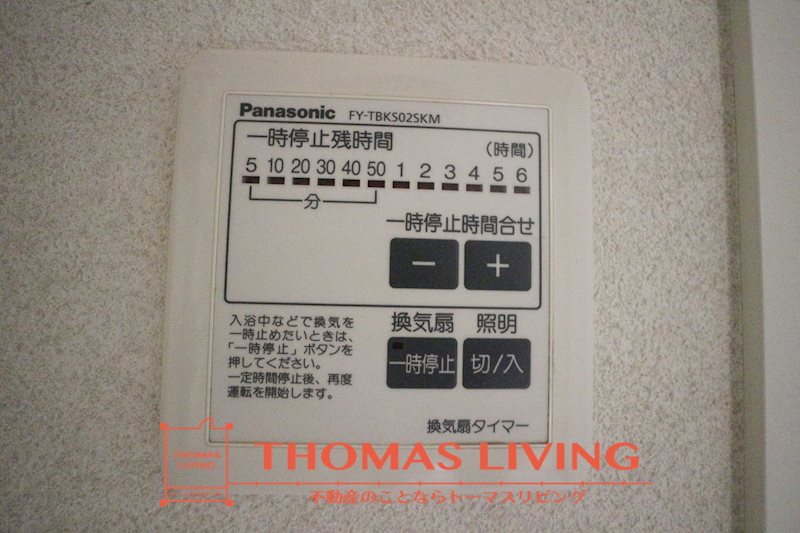 Panasonic FY-TBKS02SKM
一時停止残時間 (時間)
5 10 20 30 40 50 1 2 3 4 5 6
分
一時停止時間合せ
− +
入浴中などで換気を
一時止めたいときは、
「一時停止」ボタンを
押してください。
一定時間停止後、再度
運転を開始します。
換気扇 照明
一時停止 切/入
換気扇タイマー
THOMAS
LIVING
THOMAS LIVING
不動産のことならトーマスリビング